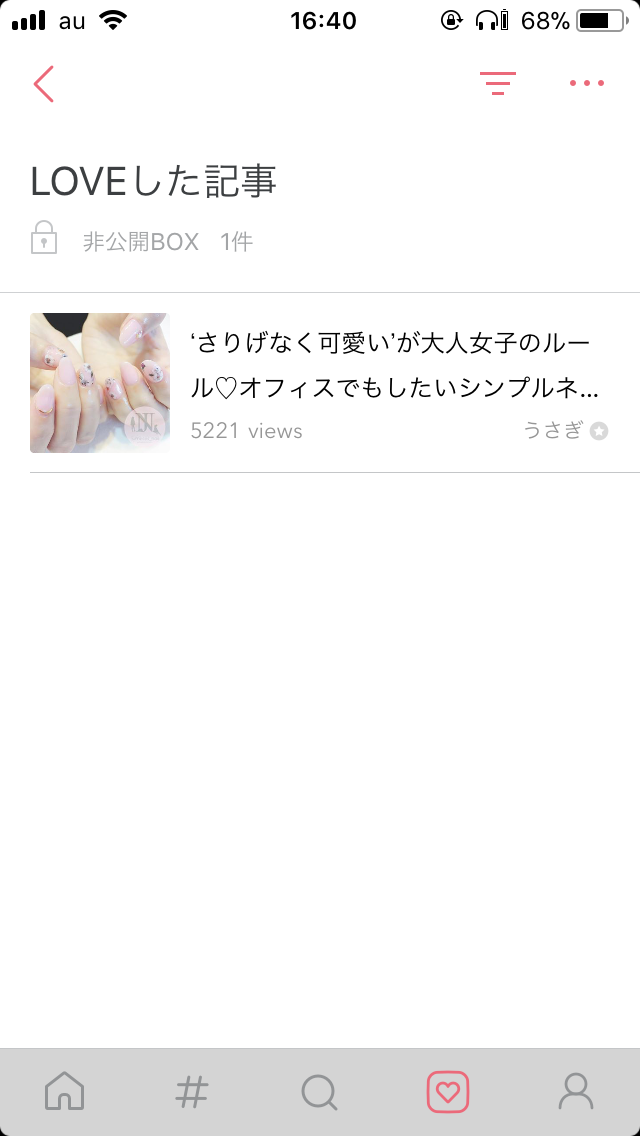 au 16:40 68%
LOVEした記事
非公開BOX 1件
‘さりげなく可愛い’が大人女子のルー
ル♡オフィスでもしたいシンプルネ...
5221 views うさぎ
#